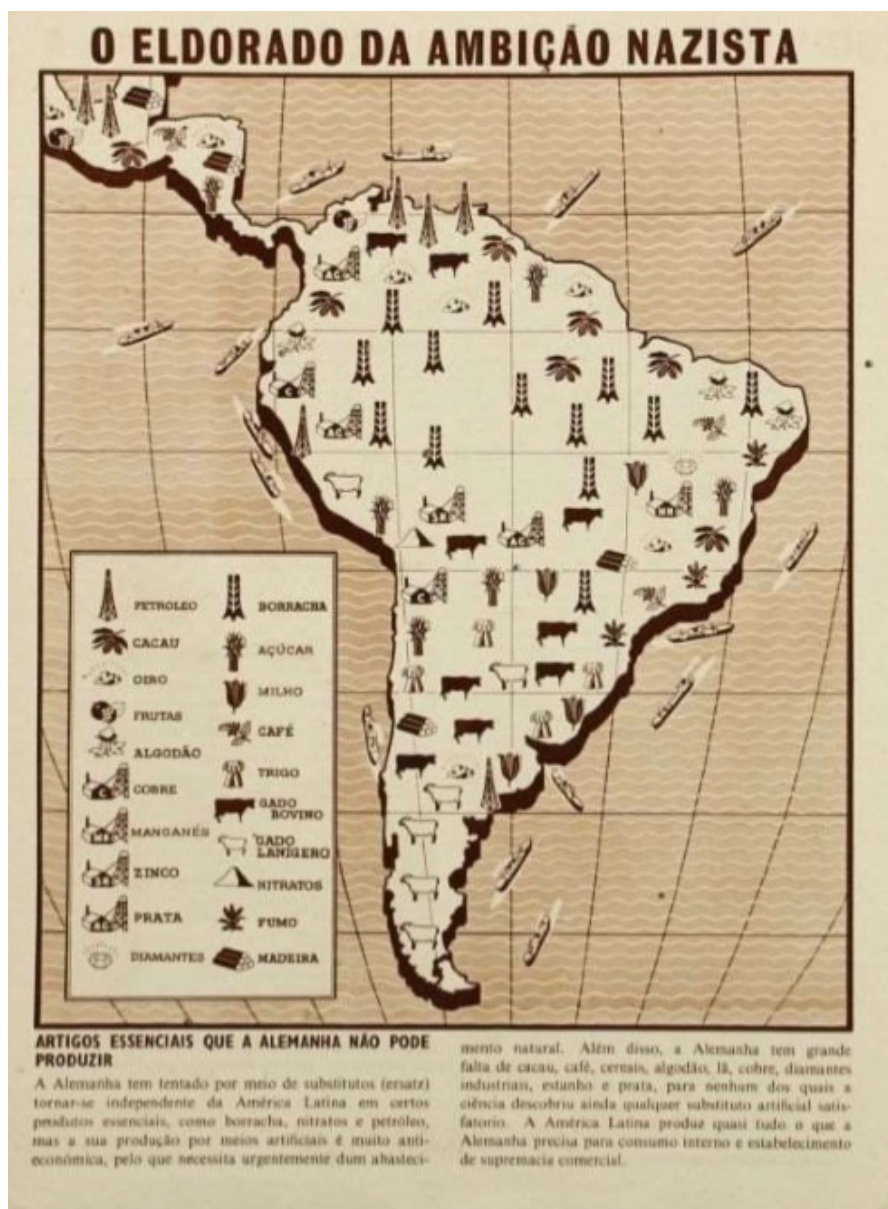 O ELDORADO DA AMBIÇÃO NAZISTA
PETROLEO
CACAU
OIRO
FRUTAS
ALGODÃO
COBRE
MANGANÉS
ZINCO
PRATA
DIAMANTES
BORRACHA
AÇÚCAR
MILHO
CAFÉ
TRIGO
GADO
BOVINO
GADO
LANÍGERO
NITRATOS
FUMO
MADEIRA
ARTIGOS ESSENCIAIS QUE A ALEMANHA NÃO PODE
PRODUZIR
A Alemanha tem tentado por meio de substitutos (ersatz)
tornar-se independente da América Latina em certos
produtos essenciais, como borracha, nitratos e petróleo,
mas a sua produção por meios artificiais é muito anti-
económica, pelo que necessita urgentemente dum abasteci-
mento natural. Além disso, a Alemanha tem grande
falta de cacau, café, cereais, algodão, lã, cobre, diamantes
industriais, estanho e prata, para nenhum dos quais a
ciência descobriu ainda qualquer substituto artificial satis-
fatorio. A América Latina produz quasi tudo o que a
Alemanha precisa para consumo interno e estabelecimento
de supremacia comercial.